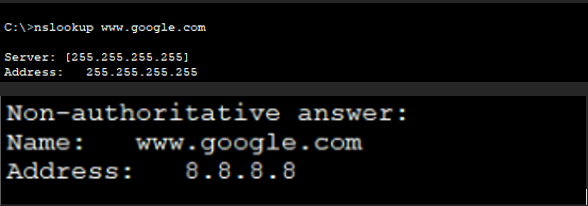 C:\>nslookup www.google.com
Server: [255.255.255.255]
Address: 255.255.255.255
Non-authoritative answer:
Name: www.google.com
Address: 8.8.8.8